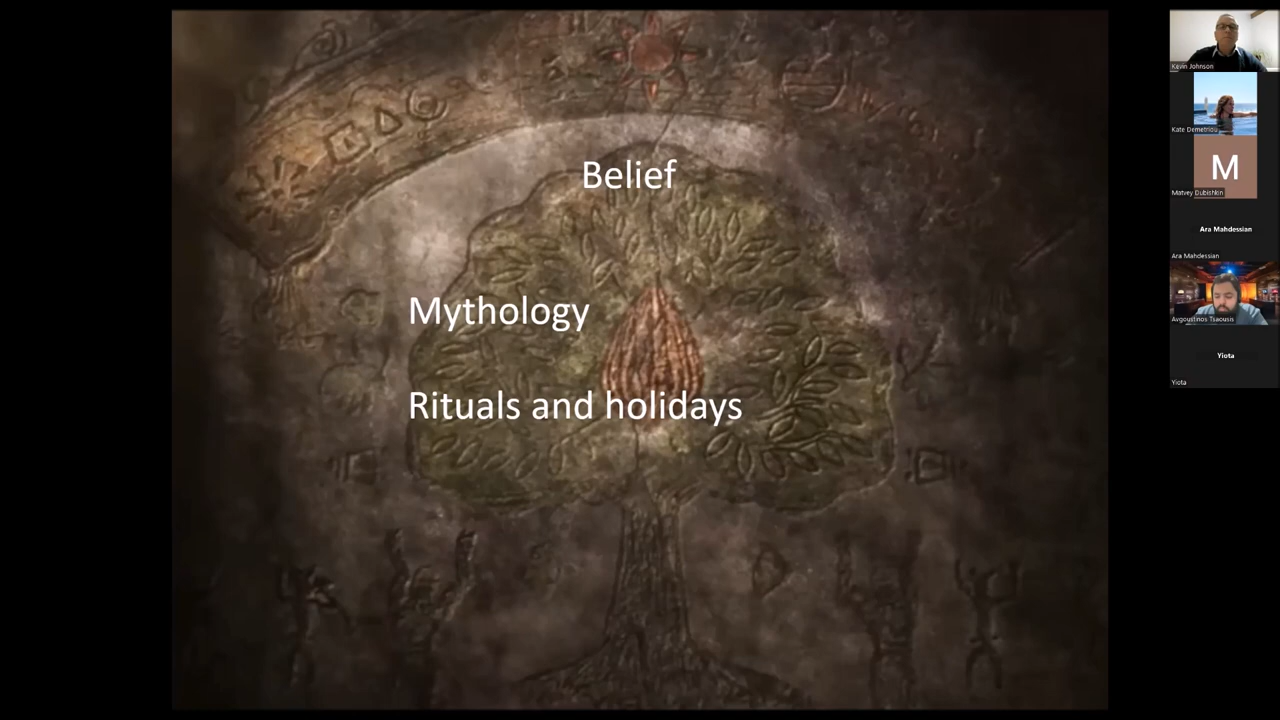 Belief
Mythology
Rituals and holidays
Kevin Johnson
Kate Demetriou
M
Matvey Dubishkin
Ara Mahdessian
Ara Mahdessian
Avgoustinos Tsaousis
Yiota
Yiota